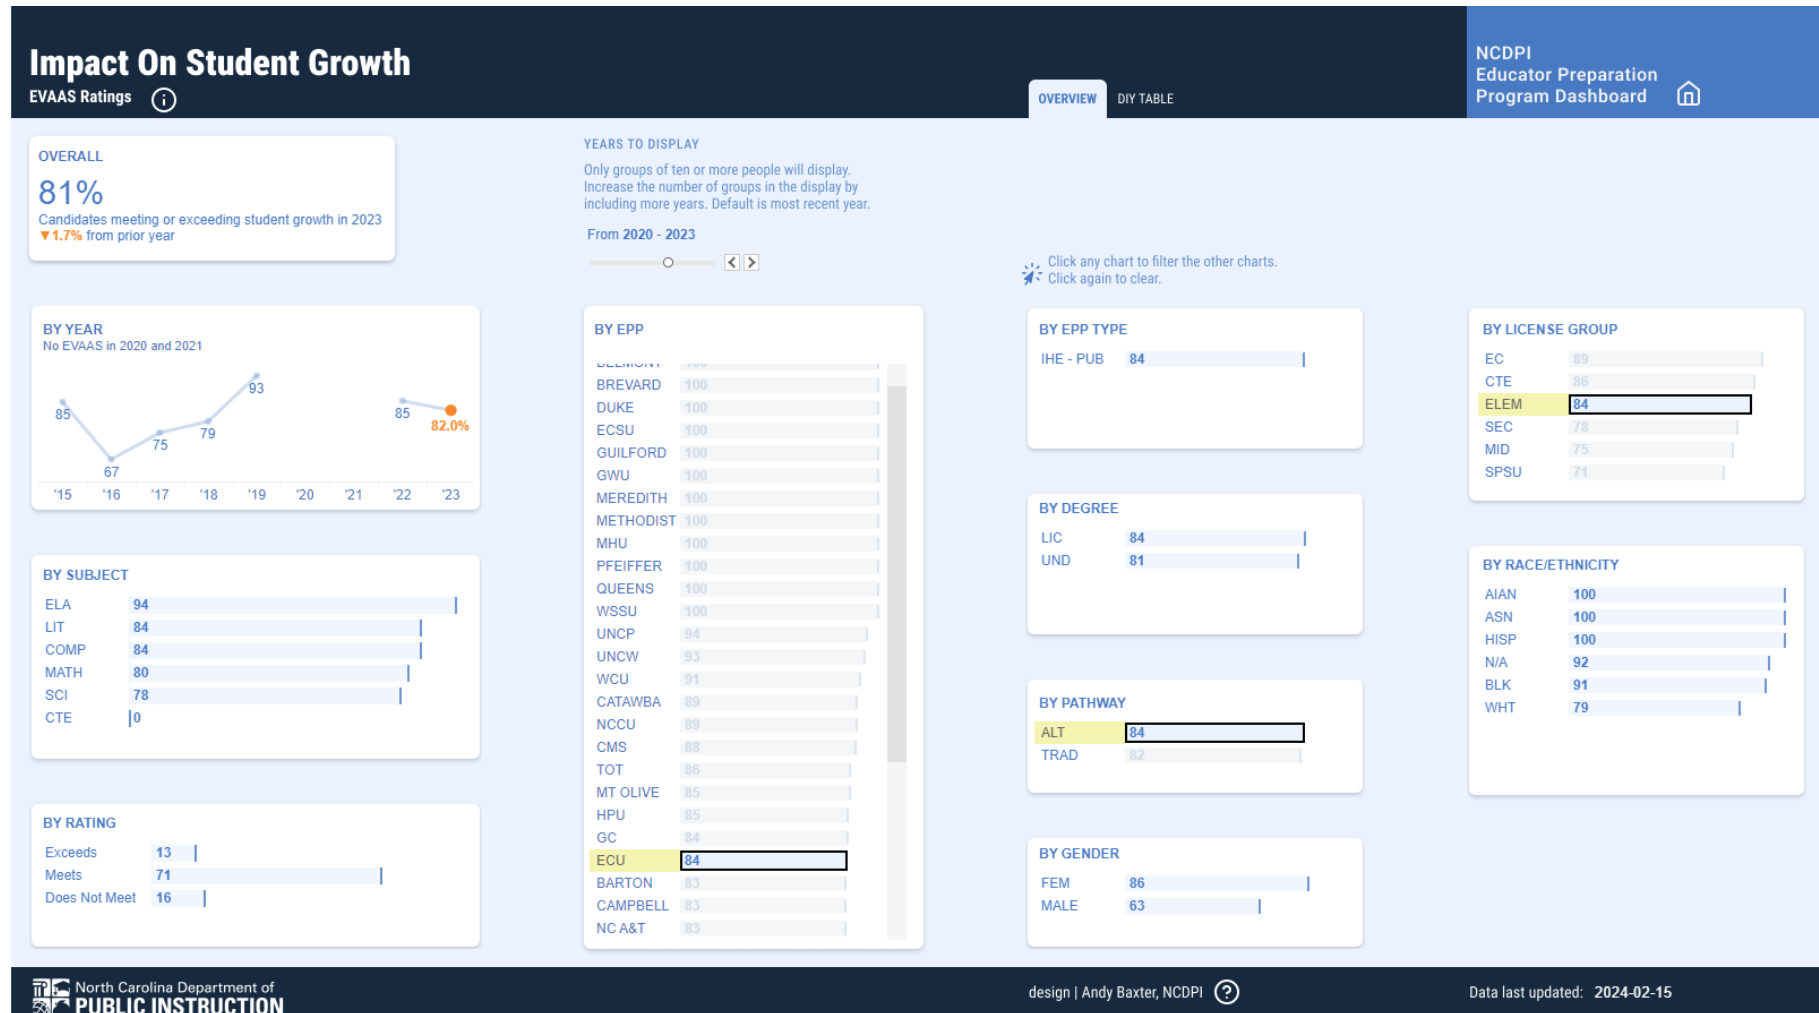 Impact On Student Growth
EVAAS Ratings
OVERVIEW
DIY TABLE
NCDPI
Educator Preparation
Program Dashboard
OVERALL
81%
Candidates meeting or exceeding student growth in 2023
▼1.7% from prior year
YEARS TO DISPLAY
Only groups of ten or more people will display.
Increase the number of groups in the display by
including more years. Default is most recent year.
From 2020 - 2023
Click any chart to filter the other charts.
Click again to clear.
BY YEAR
No EVAAS in 2020 and 2021
85
67
75
79
93
85
82.0%
'15 '16 '17 '18 '19 '20 '21 '22 '23
BY SUBJECT
ELA 94
LIT 84
COMP 84
MATH 80
SCI 78
CTE 0
BY RATING
Exceeds 13
Meets 71
Does Not Meet 16
BY EPP
BELMONT 100
BREVARD 100
DUKE 100
ECSU 100
GUILFORD 100
GWU 100
MEREDITH 100
METHODIST 100
MHU 100
PFEIFFER 100
QUEENS 100
WSSU 100
UNCP 94
UNCW 93
WCU 91
CATAWBA 89
NCCU 89
CMS 88
TOT 86
MT OLIVE 85
HPU 85
GC 84
ECU 84
BARTON 83
CAMPBELL 83
NC A&T 83
BY EPP TYPE
IHE - PUB 84
BY DEGREE
LIC 84
UND 81
BY PATHWAY
ALT 84
TRAD 82
BY GENDER
FEM 86
MALE 63
BY LICENSE GROUP
EC 89
CTE 86
ELEM 84
SEC 78
MID 75
SPSU 71
BY RACE/ETHNICITY
AIAN 100
ASN 100
HISP 100
N/A 92
BLK 91
WHT 79
North Carolina Department of
PUBLIC INSTRUCTION
design | Andy Baxter, NCDPI
Data last updated: 2024-02-15